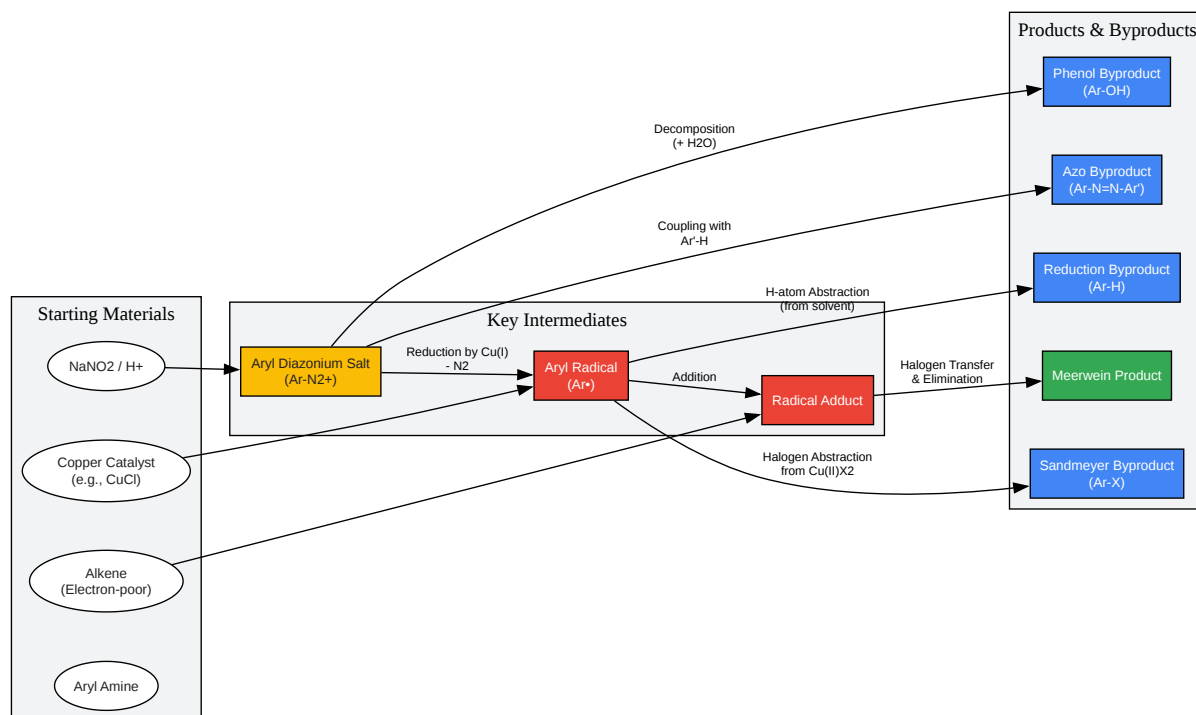 Products & Byproducts
Phenol Byproduct
(Ar-OH)
Decomposition
(+ H2O)
Azo Byproduct
(Ar-N=N-Ar')
Coupling with
Ar'-H
Reduction Byproduct
(Ar-H)
H-atom Abstraction
(from solvent)
Starting Materials
Key Intermediates
NaNO2 / H+
Aryl Diazonium Salt
(Ar-N2+)
Reduction by Cu(I)
- N2
Aryl Radical
(Ar•)
Addition
Radical Adduct
Halogen Transfer
& Elimination
Meerwein Product
Copper Catalyst
(e.g., CuCl)
Halogen Abstraction
from Cu(II)X2
Sandmeyer Byproduct
(Ar-X)
Alkene
(Electron-poor)
Aryl Amine